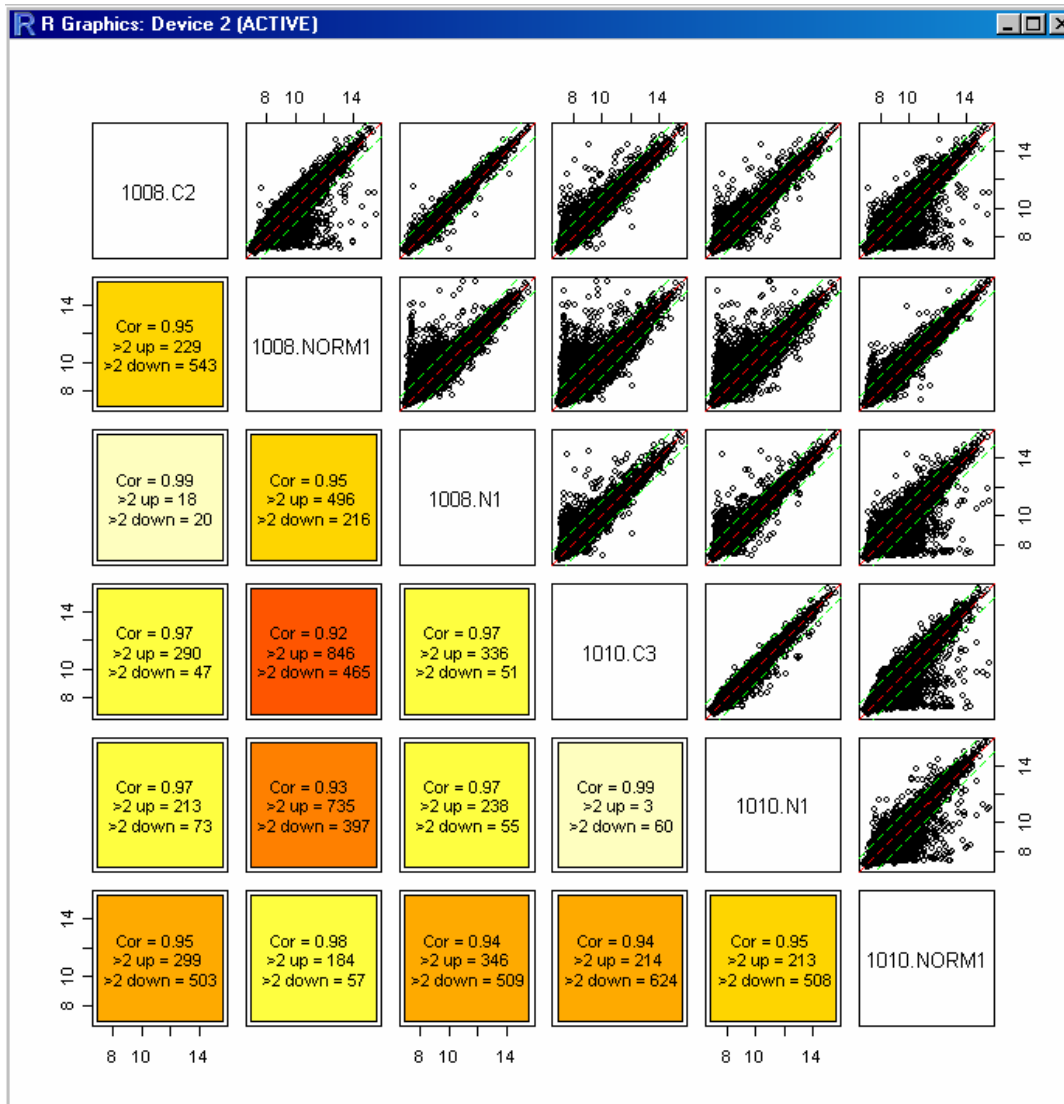 R Graphics: Device 2 (ACTIVE)
8 10 14 8 10 14 8 10 14
1008.C2
14
10
8
14
10
8
Cor = 0.95
>2 up = 229
>2 down = 543
1008.NORM1
Cor = 0.99
>2 up = 18
>2 down = 20
Cor = 0.95
>2 up = 496
>2 down = 216
1008.N1
14
10
8
14
10
8
Cor = 0.97
>2 up = 290
>2 down = 47
Cor = 0.92
>2 up = 846
>2 down = 465
Cor = 0.97
>2 up = 336
>2 down = 51
1010.C3
Cor = 0.97
>2 up = 213
>2 down = 73
Cor = 0.93
>2 up = 735
>2 down = 397
Cor = 0.97
>2 up = 238
>2 down = 55
Cor = 0.99
>2 up = 3
>2 down = 60
1010.N1
14
10
8
14
10
8
Cor = 0.95
>2 up = 299
>2 down = 503
Cor = 0.98
>2 up = 184
>2 down = 57
Cor = 0.94
>2 up = 346
>2 down = 509
Cor = 0.94
>2 up = 214
>2 down = 624
Cor = 0.95
>2 up = 213
>2 down = 508
1010.NORM1
8 10 14 8 10 14 8 10 14